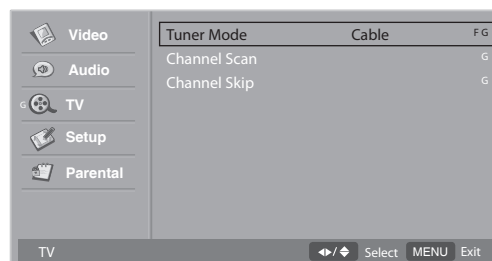 Video
Audio
G TV
Setup
Parental
Tuner Mode Cable F G
Channel Scan G
Channel Skip G
TV / Select MENU Exit